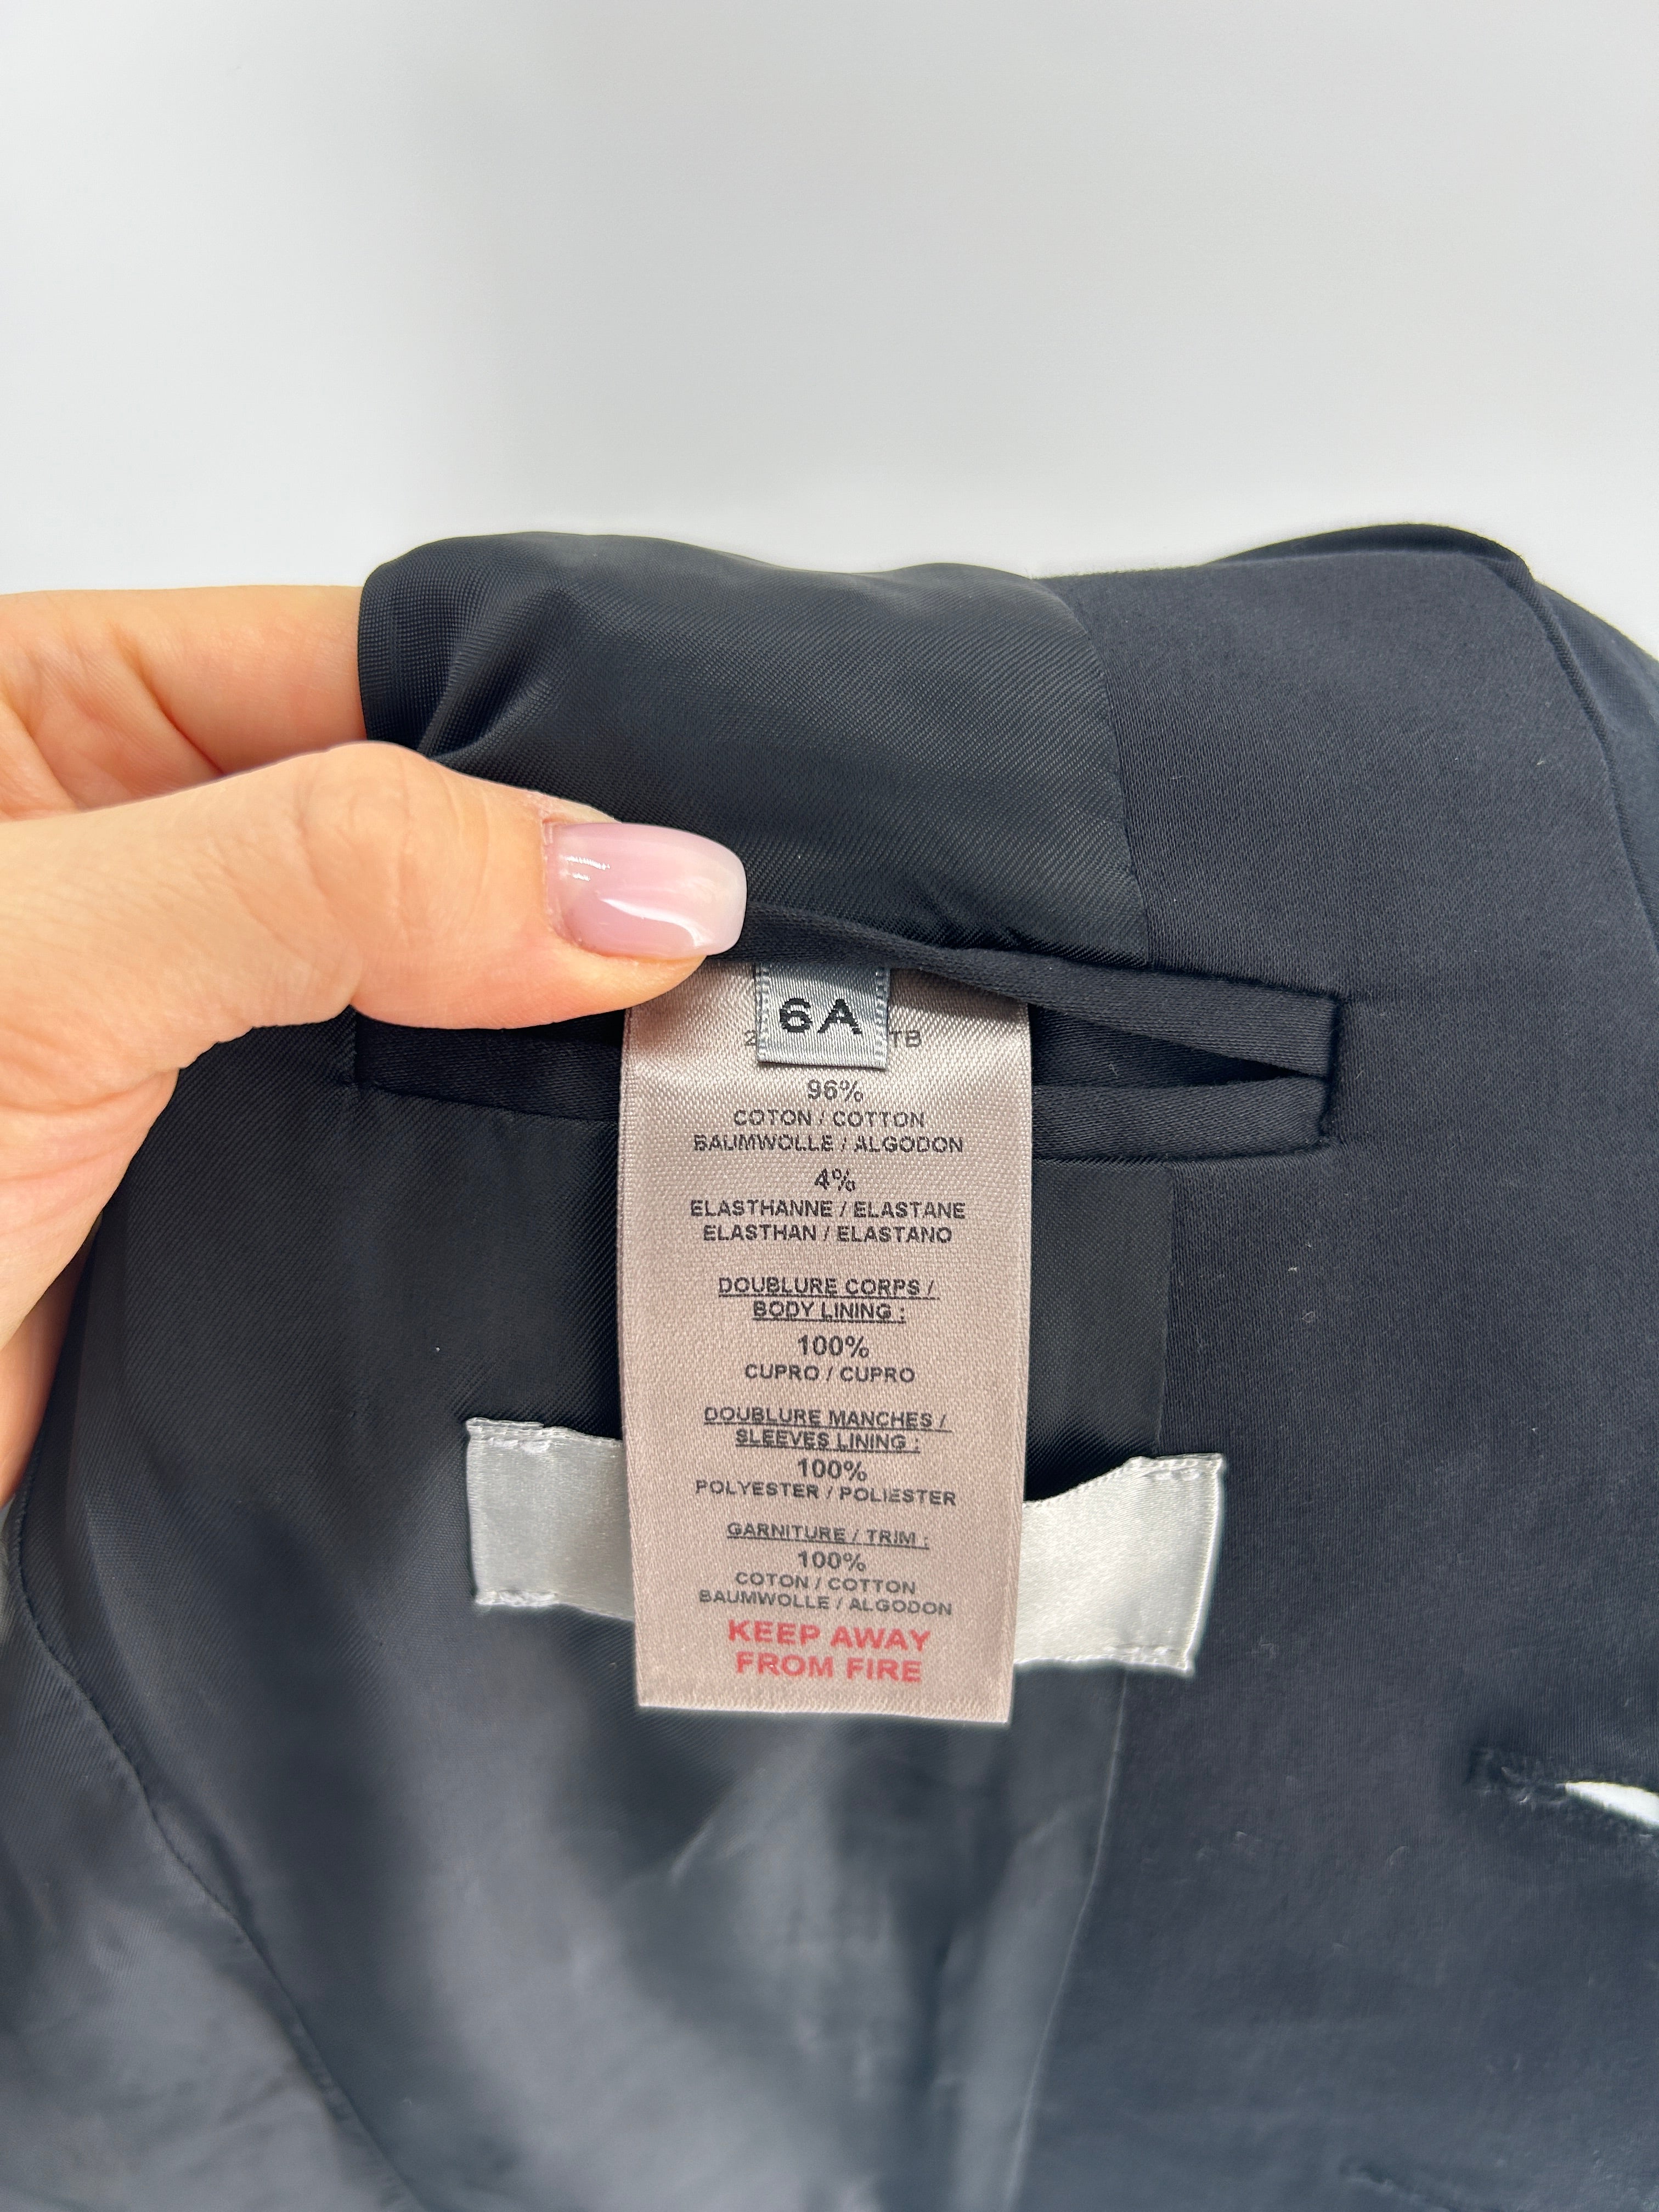 6A
TB
96%
COTON / COTTON
BAUMWOLLE / ALGODON
4%
ELASTHANNE / ELASTANE
ELASTHAN / ELASTANO
DOUBLURE CORPS /
BODY LINING :
100%
CUPRO / CUPRO
DOUBLURE MANCHES /
SLEEVES LINING :
100%
POLYESTER / POLIESTER
GARNITURE / TRIM :
100%
COTON / COTTON
BAUMWOLLE / ALGODON
KEEP AWAY
FROM FIRE